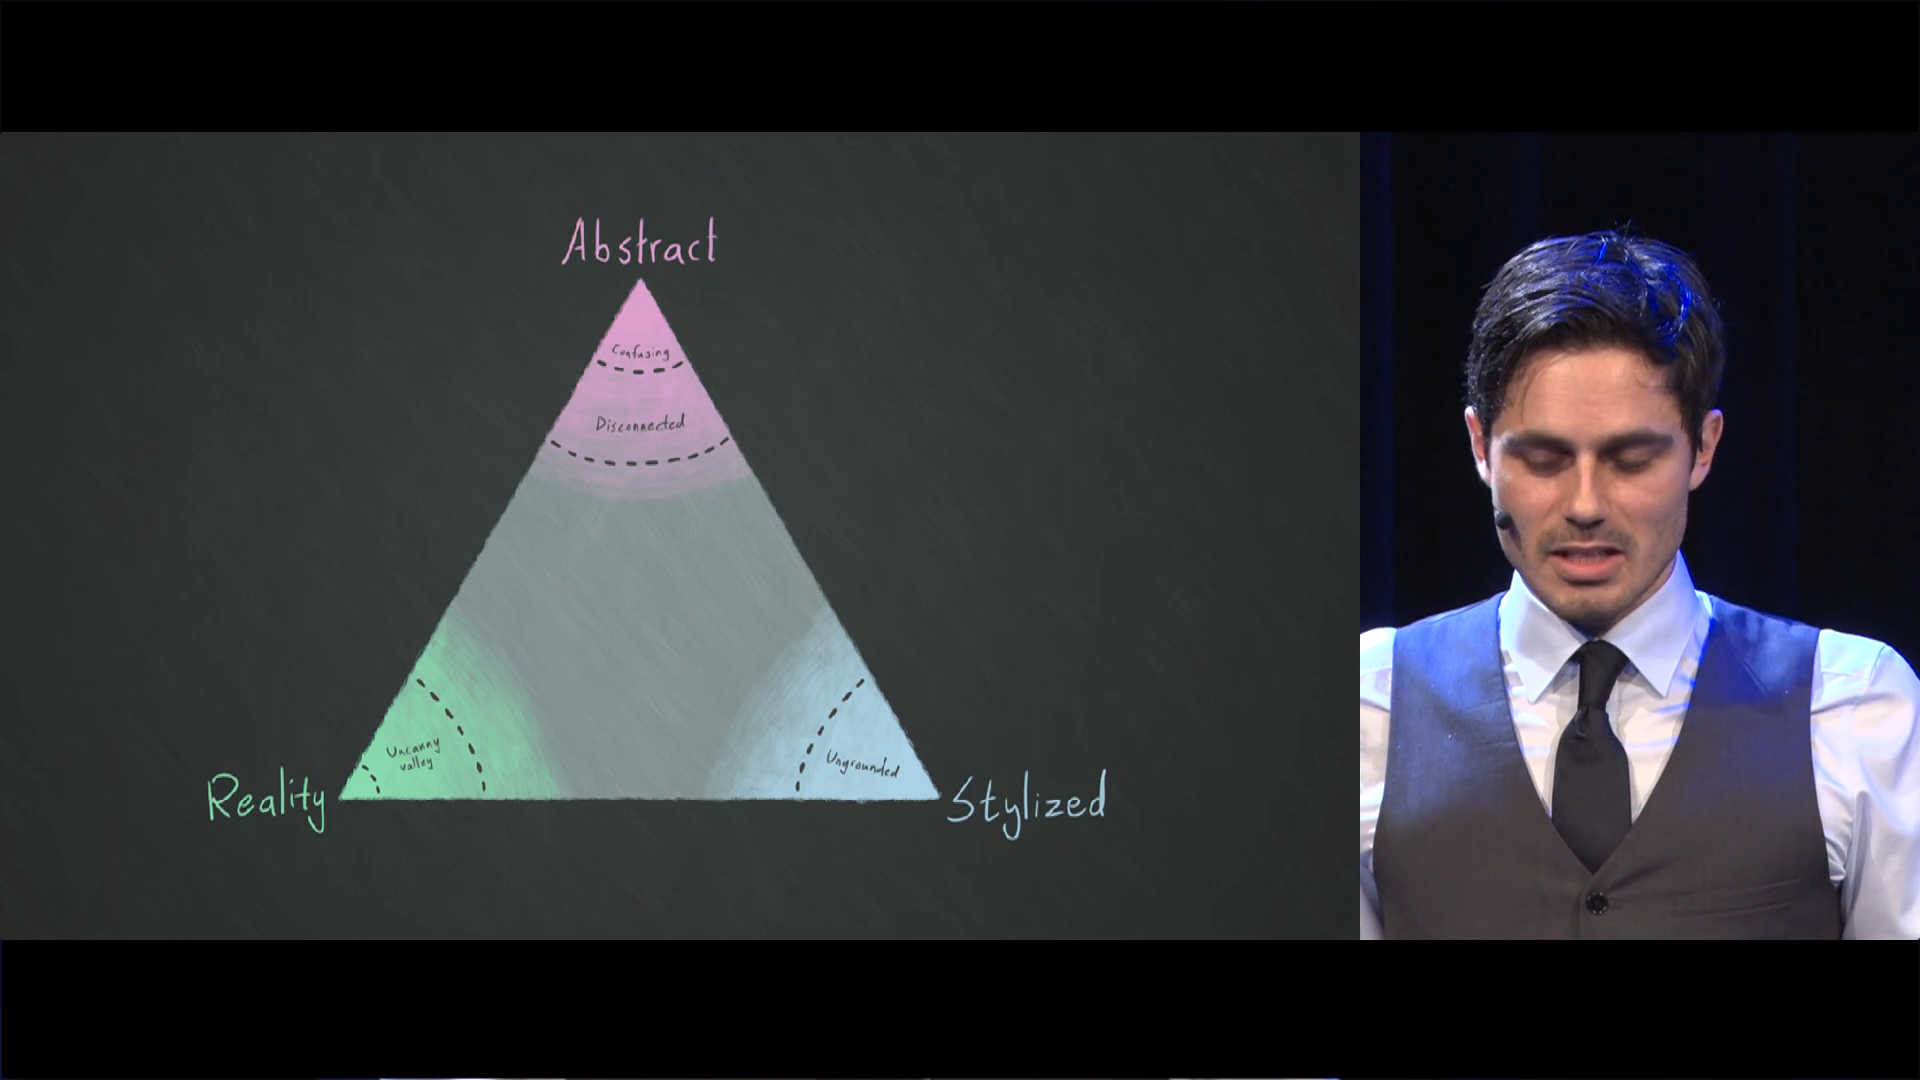 Abstract
Confusing
Disconnected
Uncanny
valley
Ungrounded
Reality
Stylized